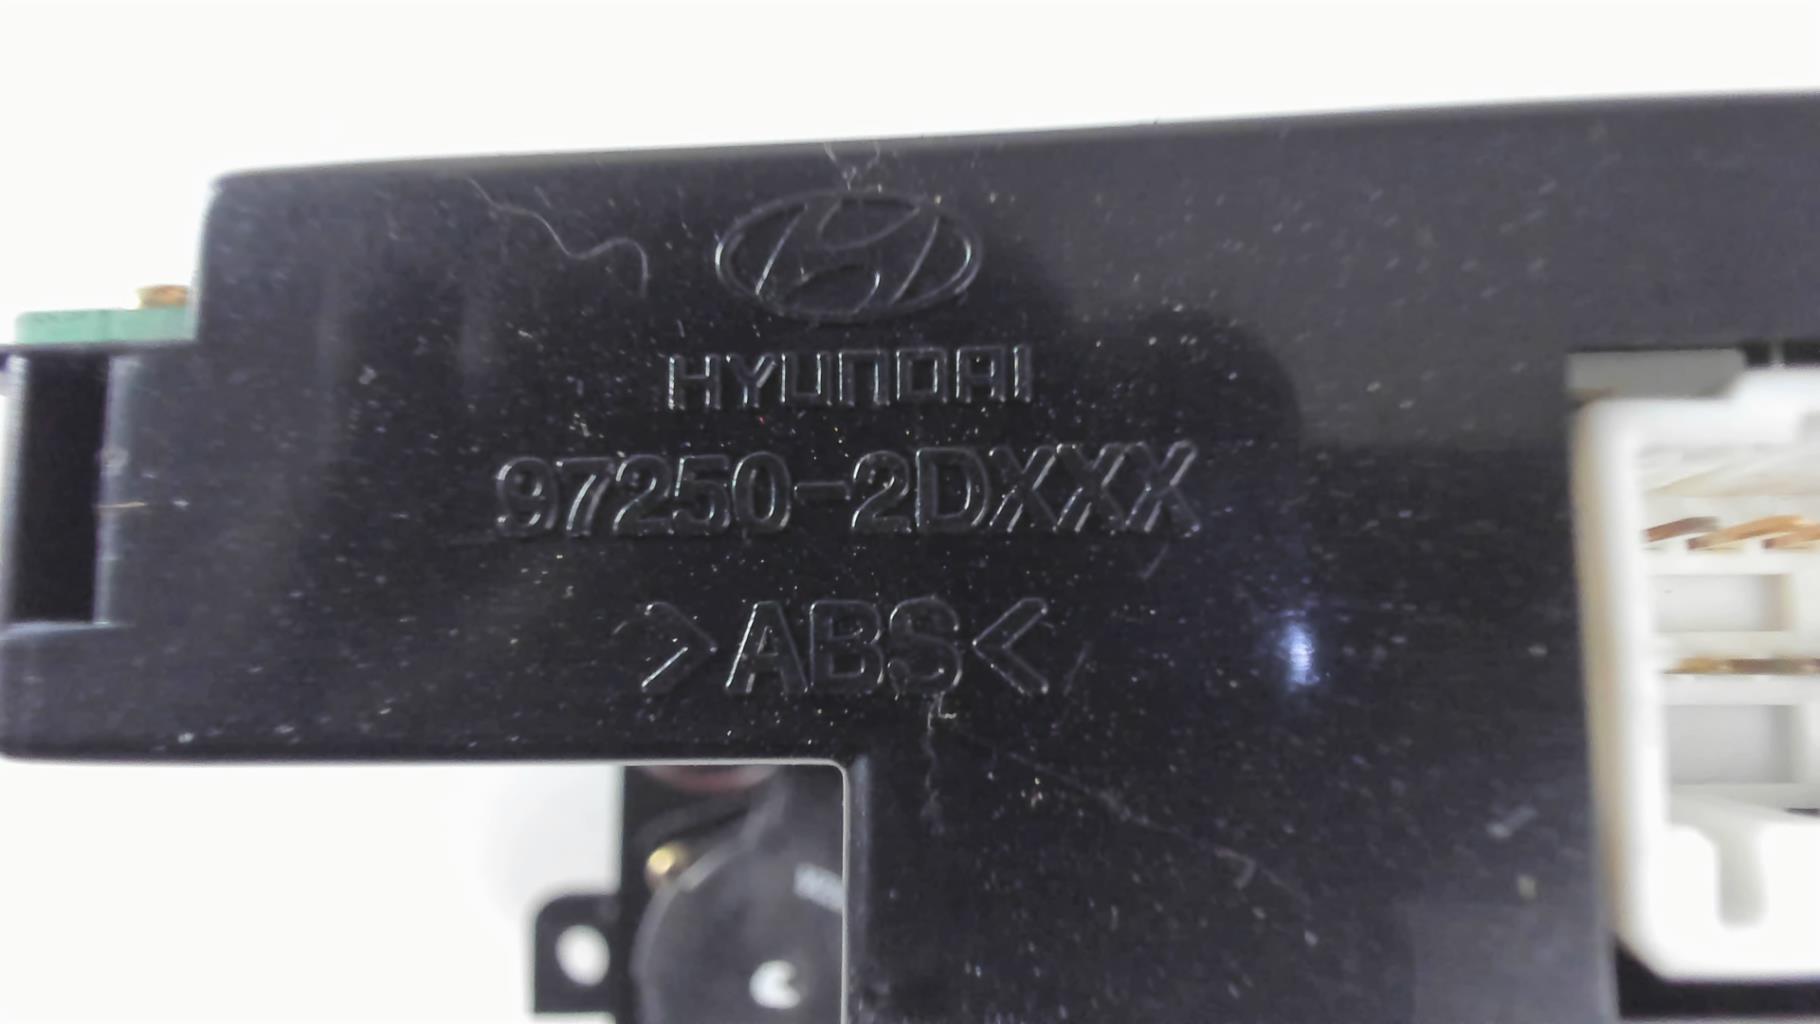 HYUNDAI
97250-2DXXX
>ABS<